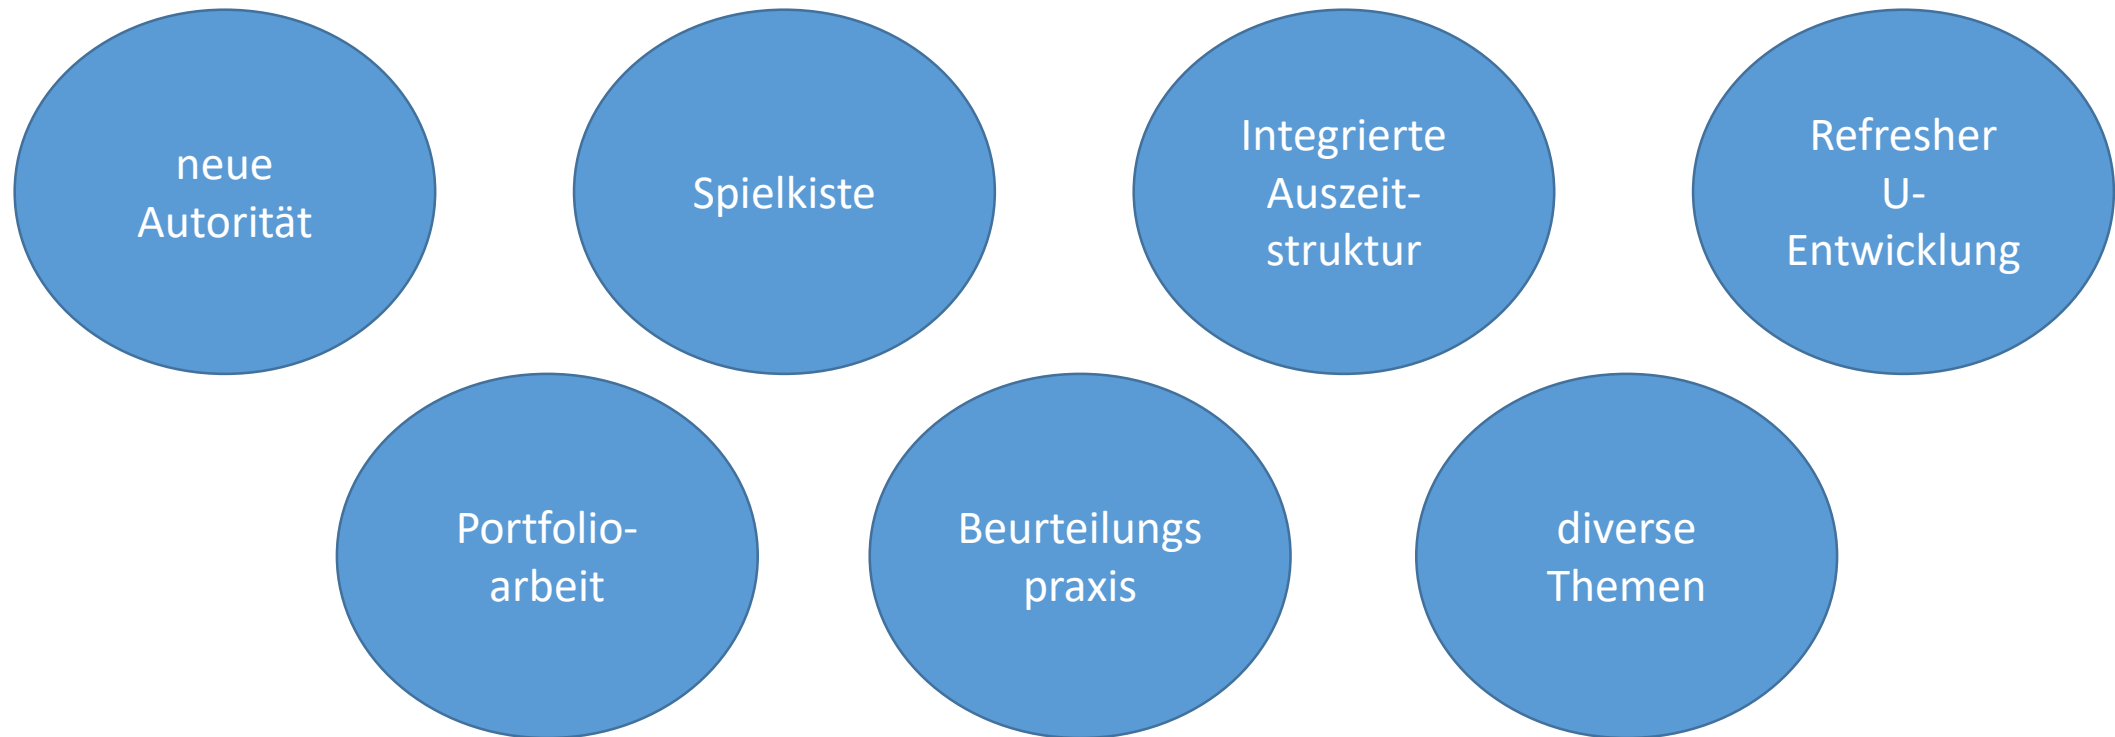 neue
Autorität
Spielkiste
Integrierte
Auszeit-
struktur
Refresher
U-
Entwicklung
Portfolio-
arbeit
Beurteilungs
praxis
diverse
Themen